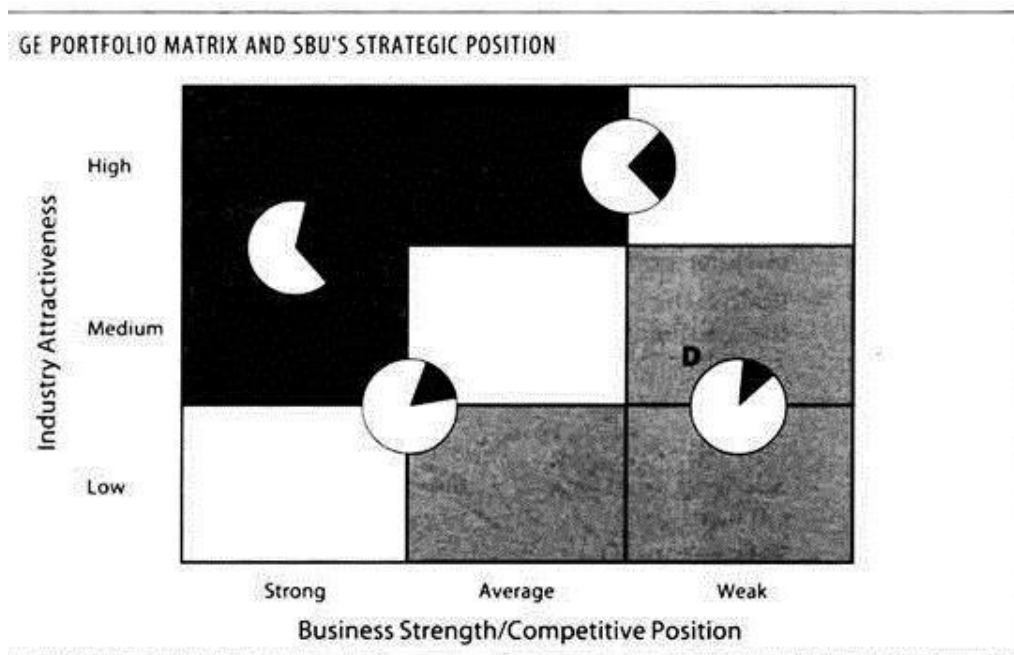 GE PORTFOLIO MATRIX AND SBU'S STRATEGIC POSITION
Industry Attractiveness
High
Medium
Low
D
Strong
Average
Weak
Business Strength/Competitive Position